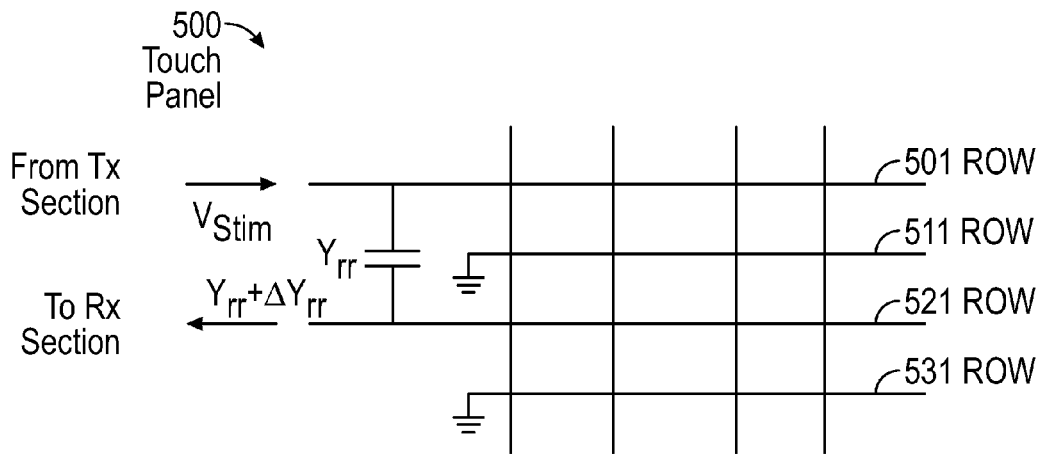 500
Touch
Panel
From Tx
Section
VStim
501 ROW
511 ROW
Yrr
Yrr+ΔYrr
To Rx
Section
521 ROW
531 ROW